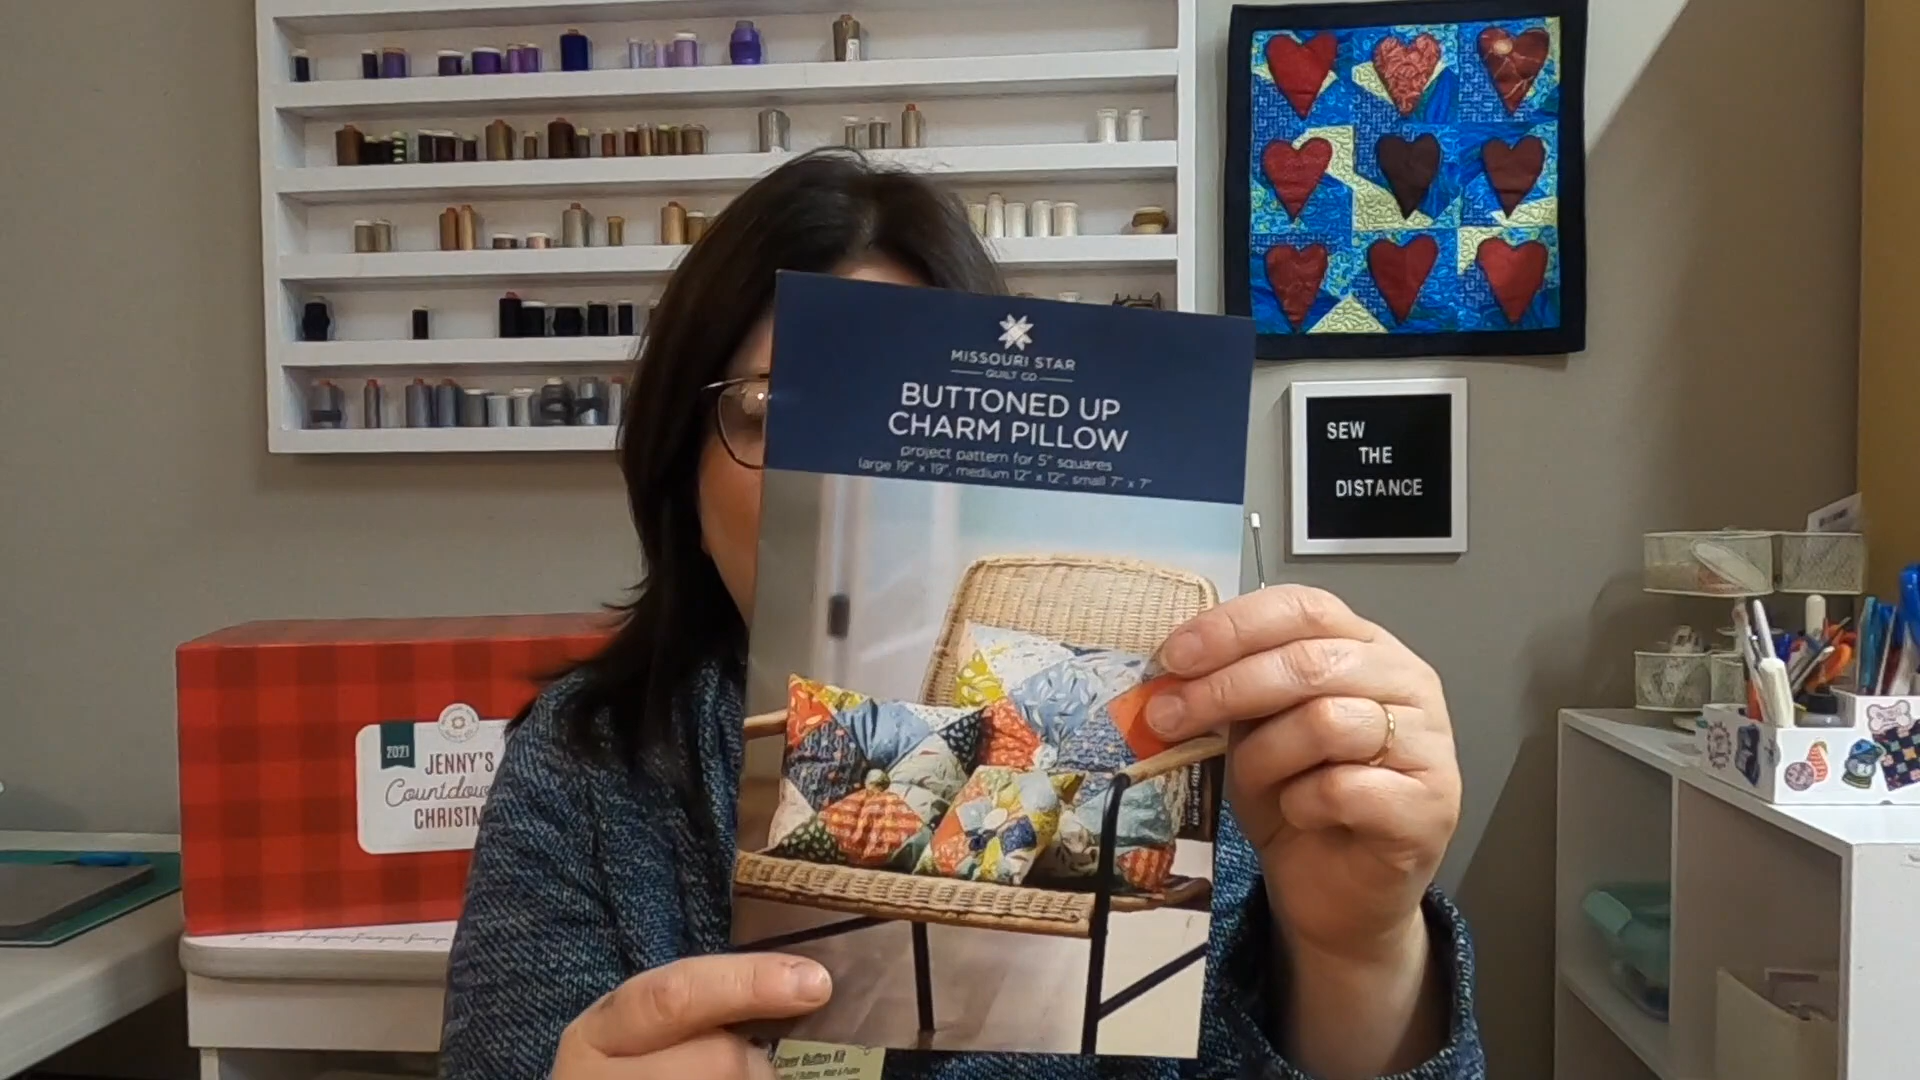 MISSOURI STAR
QUILT CO.
BUTTONED UP
CHARM PILLOW
project pattern for 5" squares
large 19" x 19", medium 12" x 12", small 7" x 7"
SEW
THE
DISTANCE
2021
JENNY'S
CHRISTM
Cover Button Kit